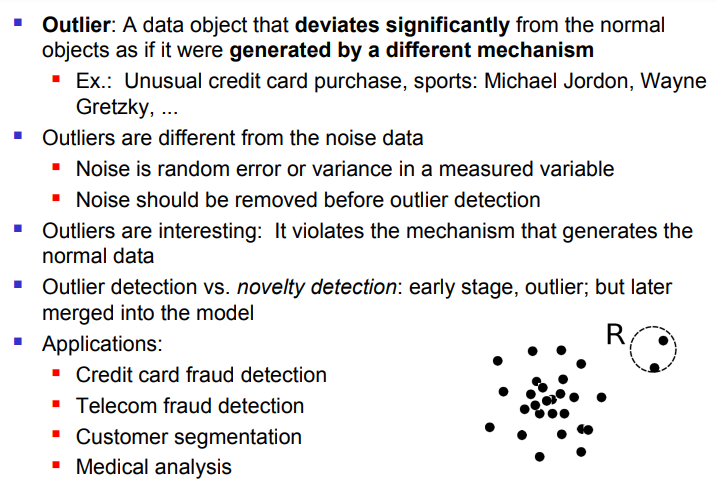 Outlier: A data object that deviates significantly from the normal
objects as if it were generated by a different mechanism
Ex.: Unusual credit card purchase, sports: Michael Jordon, Wayne
Gretzky, ...
Outliers are different from the noise data
Noise is random error or variance in a measured variable
Noise should be removed before outlier detection
Outliers are interesting: It violates the mechanism that generates the
normal data
Outlier detection vs. novelty detection: early stage, outlier; but later
merged into the model
Applications:
Credit card fraud detection
Telecom fraud detection
Customer segmentation
Medical analysis
R